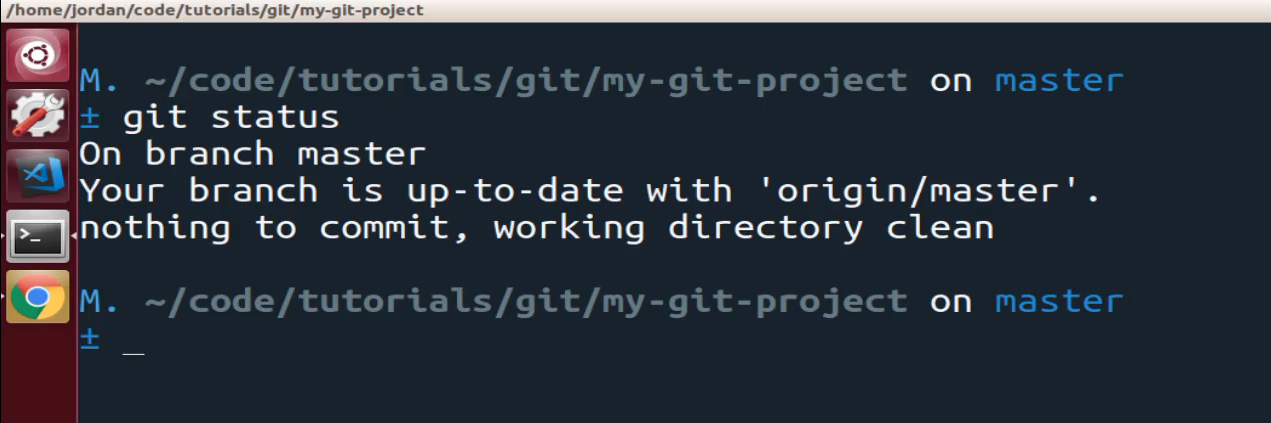 /home/jordan/code/tutorials/git/my-git-project
M. ~/code/tutorials/git/my-git-project on master
± git status
On branch master
Your branch is up-to-date with 'origin/master'.
nothing to commit, working directory clean
M. ~/code/tutorials/git/my-git-project on master
± _